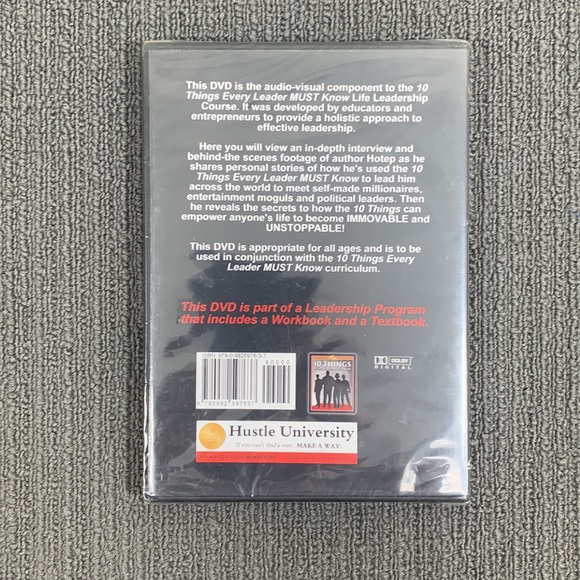 This DVD is the audio-visual component to the 10
Things Every Leader MUST Know Life Leadership
Course. It was developed by educators and
entrepreneurs to provide a holistic approach to
effective leadership.
Here you will view an in-depth interview and
behind-the scenes footage of author Hotep as he
shares personal stories of how he's used the 10
Things Every Leader MUST Know to lead him
across the world to meet self-made millionaires,
entertainment moguls and political leaders. Then
he reveals the secrets to how the 10 Things can
empower anyone's life to become IMMOVABLE and
UNSTOPPABLE!
This DVD is appropriate for all ages and is to be
used in conjunction with the 10 Things Every
Leader MUST Know curriculum.
This DVD is part of a Leadership Program
that includes a Workbook and a Textbook.
ISBN
00000
10 THINGS
DOLBY
DIGITAL
Hustle University
If you can't find a way...MAKE A WAY.